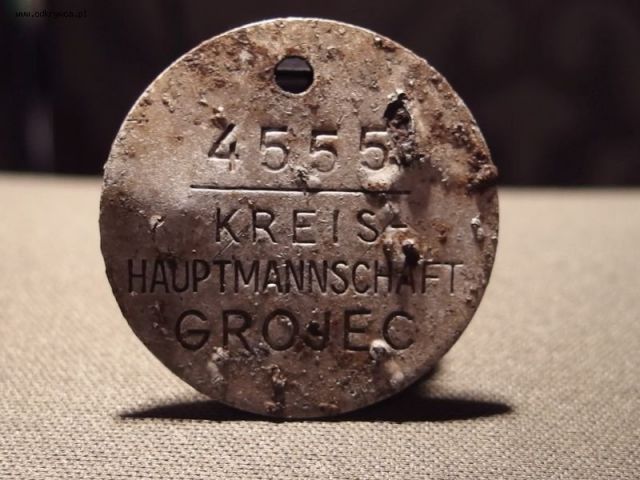 www.odkrywca.pl
4555
KREIS-
HAUPTMANNSCHAFT
GROJEC